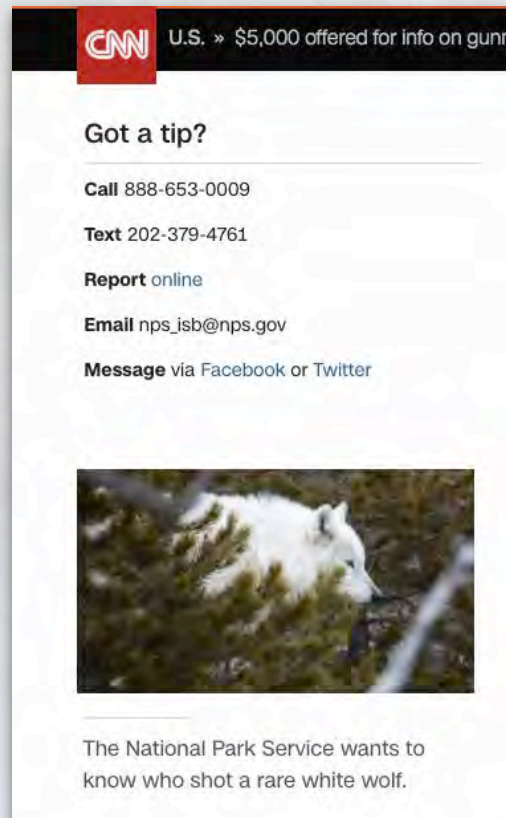 CNN U.S. » $5,000 offered for info on
Got a tip?
Call 888-653-0009
Text 202-379-4761
Report online
Email nps_isb@nps.gov
Message via Facebook or Twitter
The National Park Service wants to
know who shot a rare white wolf.